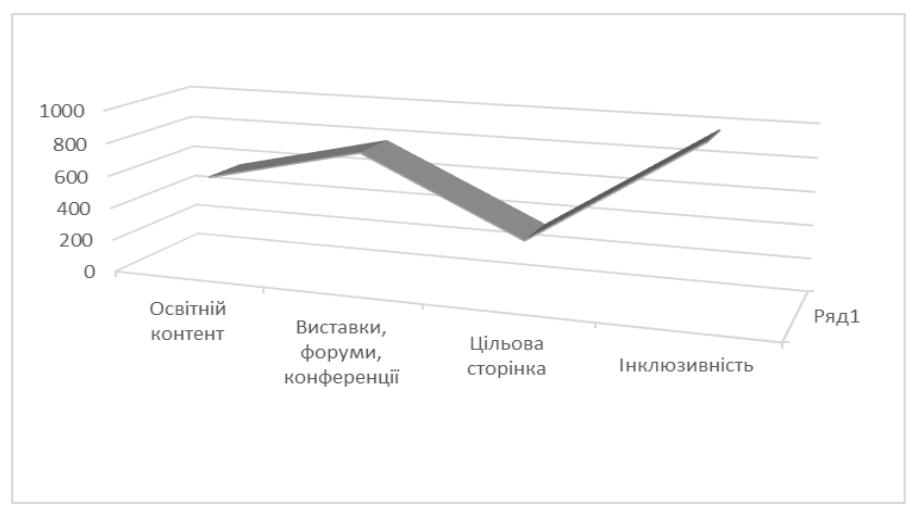 1000
800
600
400
200
0
Освітній
контент
Виставки,
форуми,
конференції
Цільова
сторінка
Інклюзивність
Ряд1